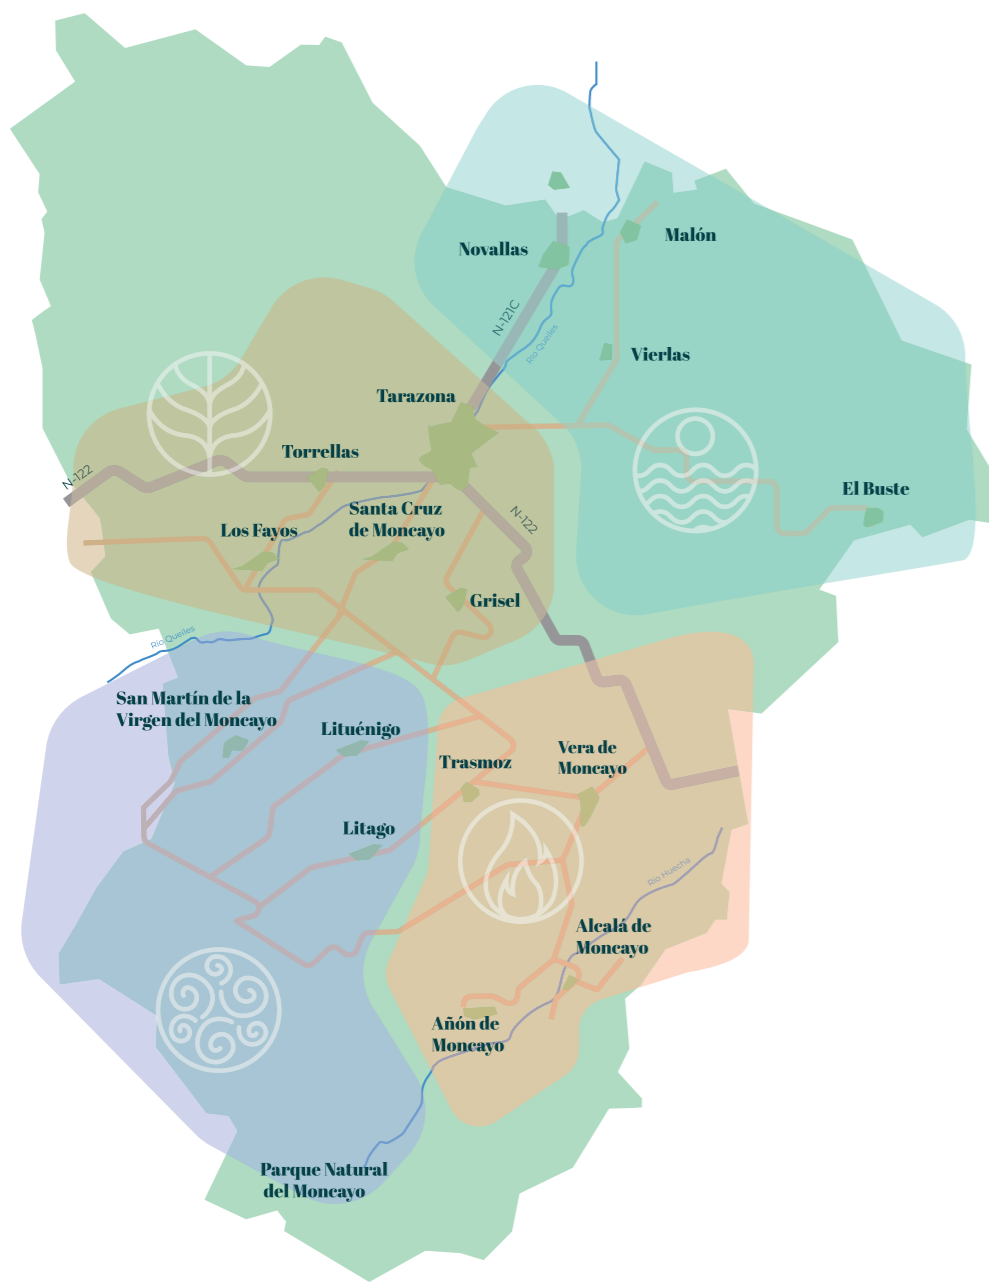 Novallas
Malón
N-121C
Río Queiles
Vierlas
Tarazona
Torrellas
N-122
El Buste
Santa Cruz
de Moncayo
Los Fayos
N-122
Grisel
Río Queiles
San Martín de la
Virgen del Moncayo
Lituénigo
Trasmoz
Vera de
Moncayo
Litago
Río Huecha
Alcalá de
Moncayo
Añón de
Moncayo
Parque Natural
del Moncayo